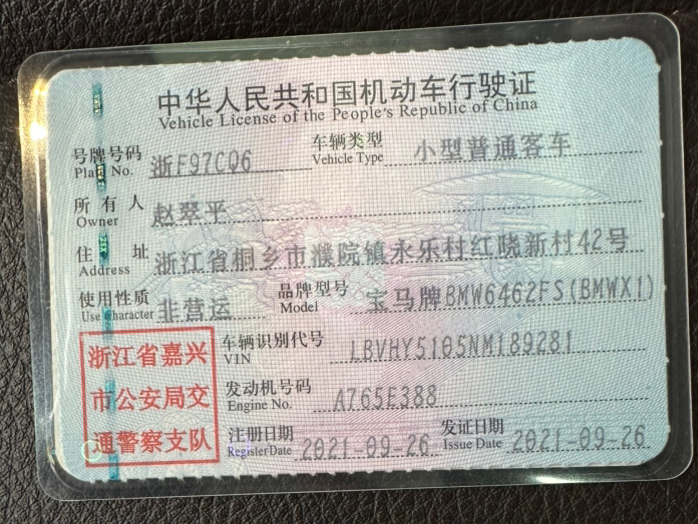 中华人民共和国机动车行驶证
Vehicle License of the People's Republic of China
号牌号码 浙F97CQ6 车辆类型 小型普通客车
Plate No. Vehicle Type
所有人 赵翠平
Owner
住址 浙江省桐乡市濮院镇永乐村红晓新村42号
Address
使用性质 非营运 品牌型号 宝马牌BMW6462FS(BMWX1)
Use Character Model
浙江省嘉兴
市公安局交
通警察支队
车辆识别代号 LBVHY5105NM189281
VIN
发动机号码 A765E388
Engine No.
注册日期 2021-09-26 发证日期 2021-09-26
Register Date Issue Date